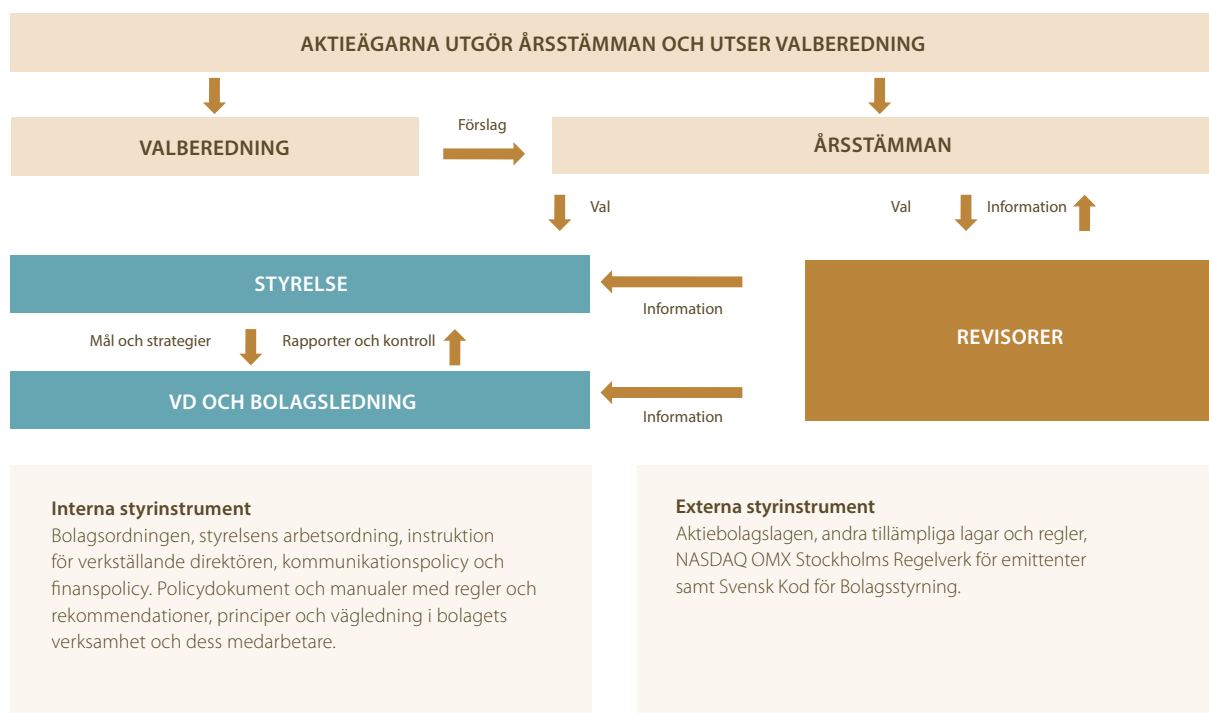 AKTIEÄGARNA UTGÖR ÅRSSTÄMMAN OCH UTSER VALBEREDNING
VALBEREDNING
Förslag
ÅRSSTÄMMAN
Val
Val
Information
STYRELSE
Information
Mål och strategier
Rapporter och kontroll
REVISORER
VD OCH BOLAGSLEDNING
Information
Interna styrinstrument
Bolagsordningen, styrelsens arbetsordning, instruktion
för verkställande direktören, kommunikationspolicy och
finanspolicy. Policydokument och manualer med regler och
rekommendationer, principer och vägledning i bolagets
verksamhet och dess medarbetare.
Externa styrinstrument
Aktiebolagslagen, andra tillämpliga lagar och regler,
NASDAQ OMX Stockholms Regelverk för emittenter
samt Svensk Kod för Bolagsstyrning.